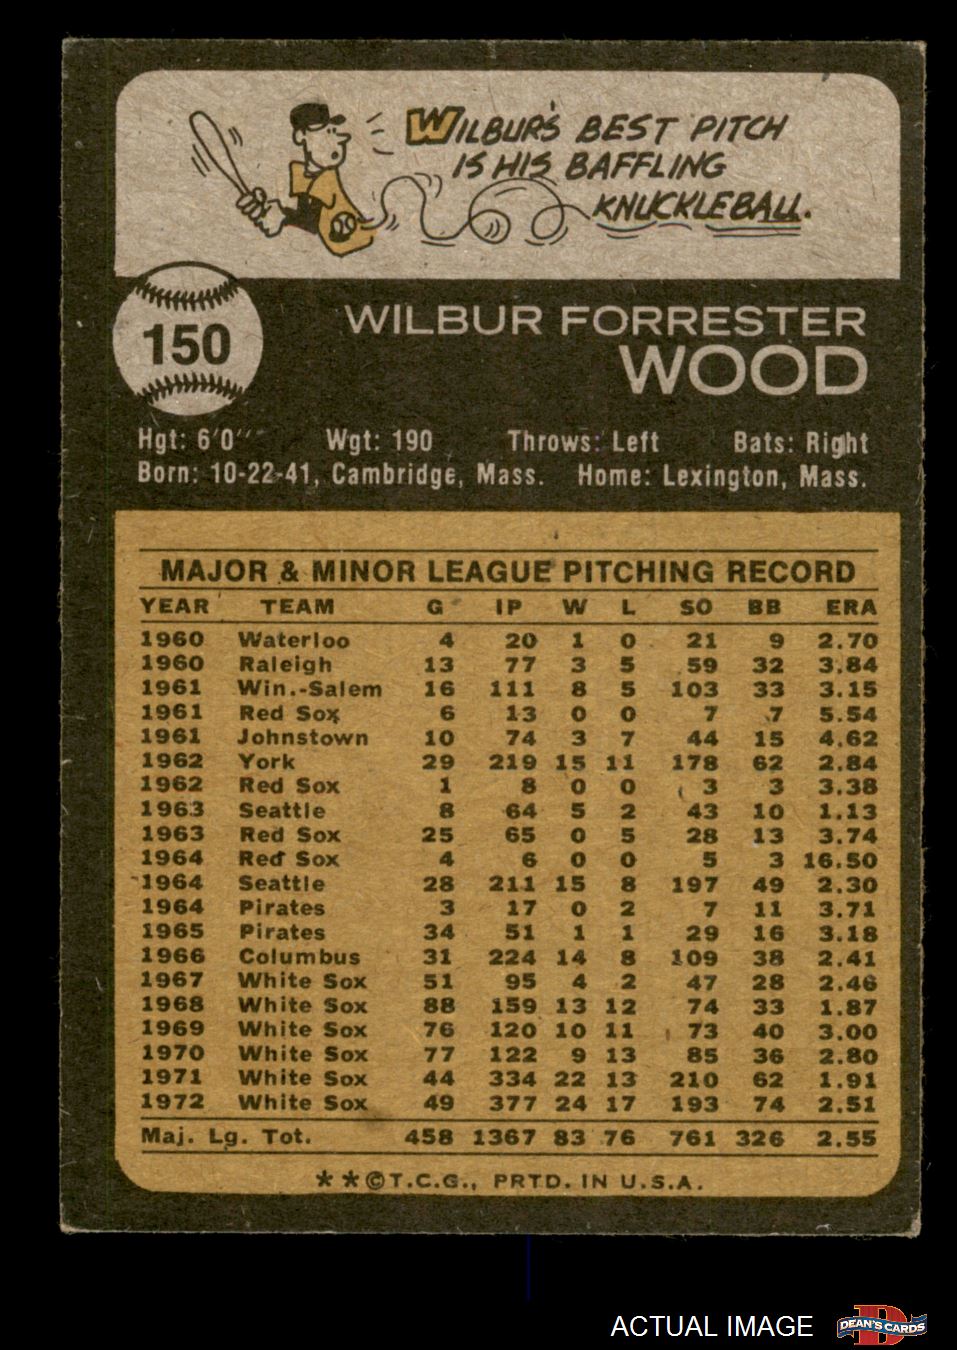 WILBUR'S BEST PITCH
IS HIS BAFFLING
KNUCKLEBALL.
150
WILBUR FORRESTER
WOOD
Hgt: 6'0" Wgt: 190 Throws: Left Bats: Right
Born: 10-22-41, Cambridge, Mass. Home: Lexington, Mass.
MAJOR & MINOR LEAGUE PITCHING RECORD
YEAR TEAM G IP W L SO BB ERA
1960 Waterloo 4 20 1 0 21 9 2.70
1960 Raleigh 13 77 3 5 59 32 3.84
1961 Win.-Salem 16 111 8 5 103 33 3.15
1961 Red Sox 6 13 0 0 7 7 5.54
1961 Johnstown 10 74 3 7 44 15 4.62
1962 York 29 219 15 11 178 62 2.84
1962 Red Sox 1 8 0 0 3 3 3.38
1963 Seattle 8 64 5 2 43 10 1.13
1963 Red Sox 25 65 0 5 28 13 3.74
1964 Red Sox 4 6 0 0 5 3 16.50
1964 Seattle 28 211 15 8 197 49 2.30
1964 Pirates 3 17 0 2 7 11 3.71
1965 Pirates 34 51 1 1 29 16 3.18
1966 Columbus 31 224 14 8 109 38 2.41
1967 White Sox 51 95 4 2 47 28 2.46
1968 White Sox 88 159 13 12 74 33 1.87
1969 White Sox 76 120 10 11 73 40 3.00
1970 White Sox 77 122 9 13 85 36 2.80
1971 White Sox 44 334 22 13 210 62 1.91
1972 White Sox 49 377 24 17 193 74 2.51
Maj. Lg. Tot. 458 1367 83 76 761 326 2.55
* * © T.C.G., PRTD. IN U.S.A.
ACTUAL IMAGE
D
DEAN'S CARDS